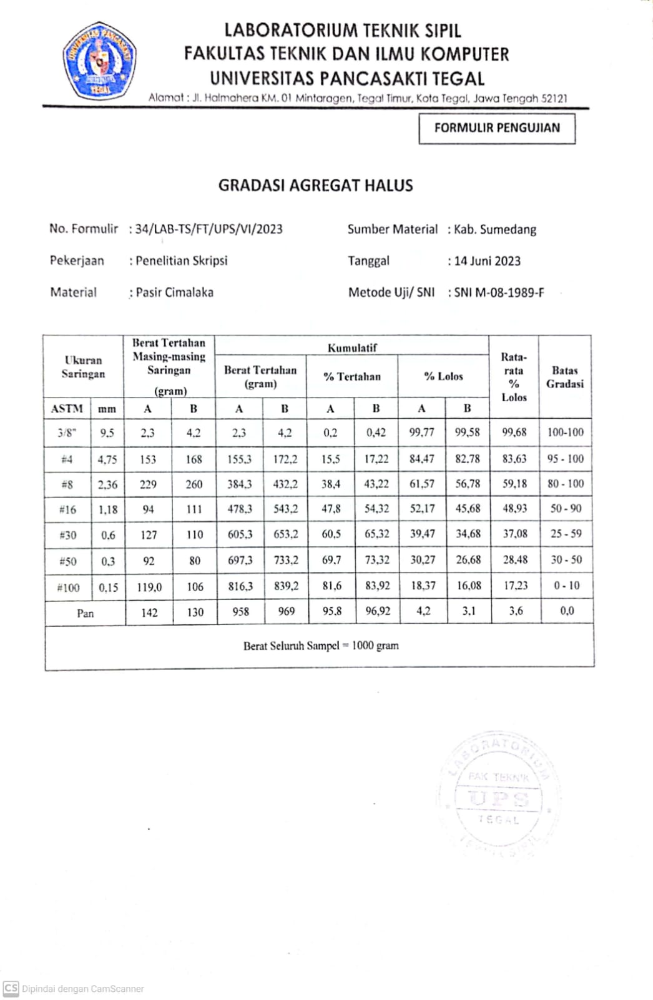 UNIVERSITAS PANCASAKTI
TEGAL
LABORATORIUM TEKNIK SIPIL
FAKULTAS TEKNIK DAN ILMU KOMPUTER
UNIVERSITAS PANCASAKTI TEGAL
Alamat : Jl. Halmahera KM. 01 Mintaragen, Tegal Timur, Kota Tegal, Jawa Tengah 52121
FORMULIR PENGUJIAN
GRADASI AGREGAT HALUS
No. Formulir : 34/LAB-TS/FT/UPS/VI/2023 Sumber Material : Kab. Sumedang
Pekerjaan : Penelitian Skripsi Tanggal : 14 Juni 2023
Material : Pasir Cimalaka Metode Uji/ SNI : SNI M-08-1989-F
Ukuran Saringan Berat Tertahan Masing-masing Saringan (gram) Kumulatif Rata-rata % Lolos Batas Gradasi
Berat Tertahan (gram) % Tertahan % Lolos
ASTM mm A B A B A B A B
3/8" 9.5 2,3 4,2 2,3 4,2 0,2 0,42 99,77 99,58 99,68 100-100
#4 4,75 153 168 155.3 172,2 15,5 17,22 84,47 82.78 83,63 95 - 100
#8 2,36 229 260 384.3 432,2 38,4 43,22 61,57 56,78 59,18 80 - 100
#16 1,18 94 111 478,3 543,2 47,8 54,32 52,17 45,68 48,93 50 - 90
#30 0.6 127 110 605.3 653,2 60,5 65,32 39,47 34,68 37,08 25 - 59
#50 0,3 92 80 697,3 733,2 69.7 73,32 30,27 26,68 28.48 30 - 50
#100 0,15 119,0 106 816,3 839,2 81,6 83,92 18,37 16,08 17,23 0 - 10
Pan 142 130 958 969 95.8 96,92 4,2 3,1 3,6 0,0
Berat Seluruh Sampel = 1000 gram
LABORATORIUM
FAK TEKNIK
UPS
TEGAL
TEKNIK SIPIL
CS Dipindai dengan CamScanner